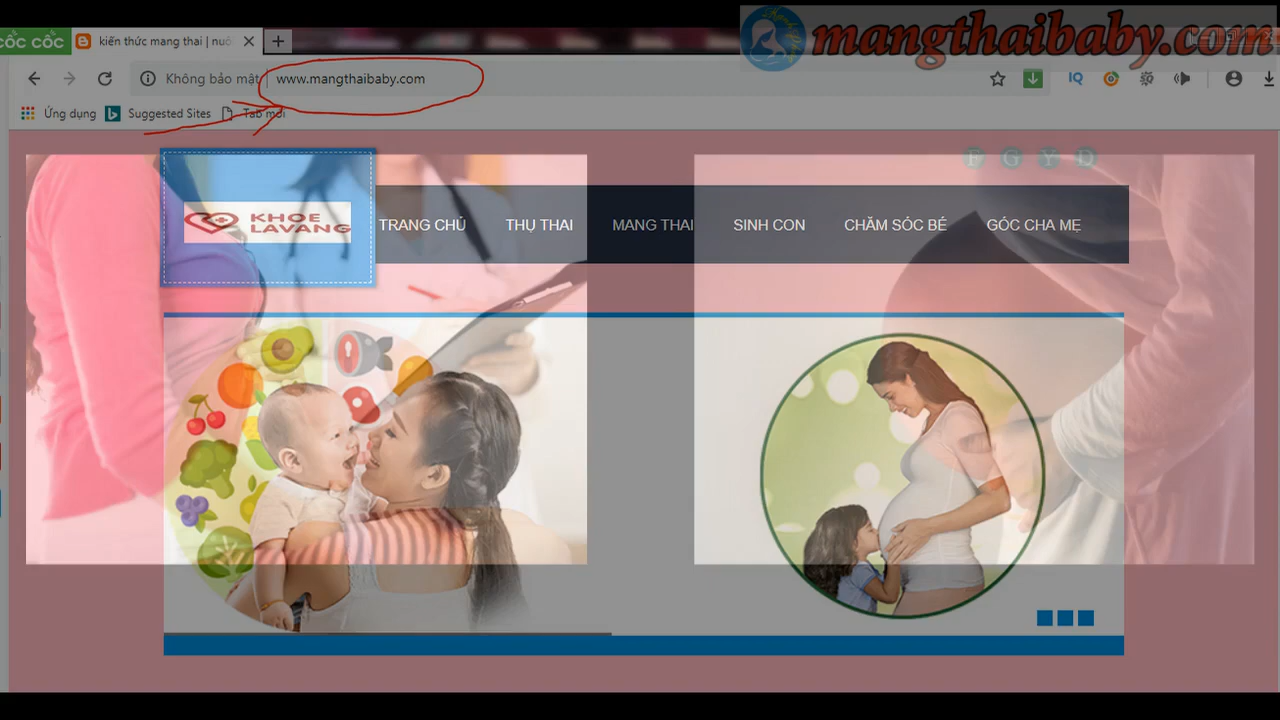 cốc cốc
kiến thức mang thai | nuô
mangthaibaby.com
Không bảo mật
www.mangthaibaby.com
IQ
Ứng dụng
Suggested Sites
Tab mới
F G Y D
KHOE
LAVANG
TRANG CHỦ
THỤ THAI
MANG THAI
SINH CON
CHĂM SÓC BÉ
GÓC CHA MẸ